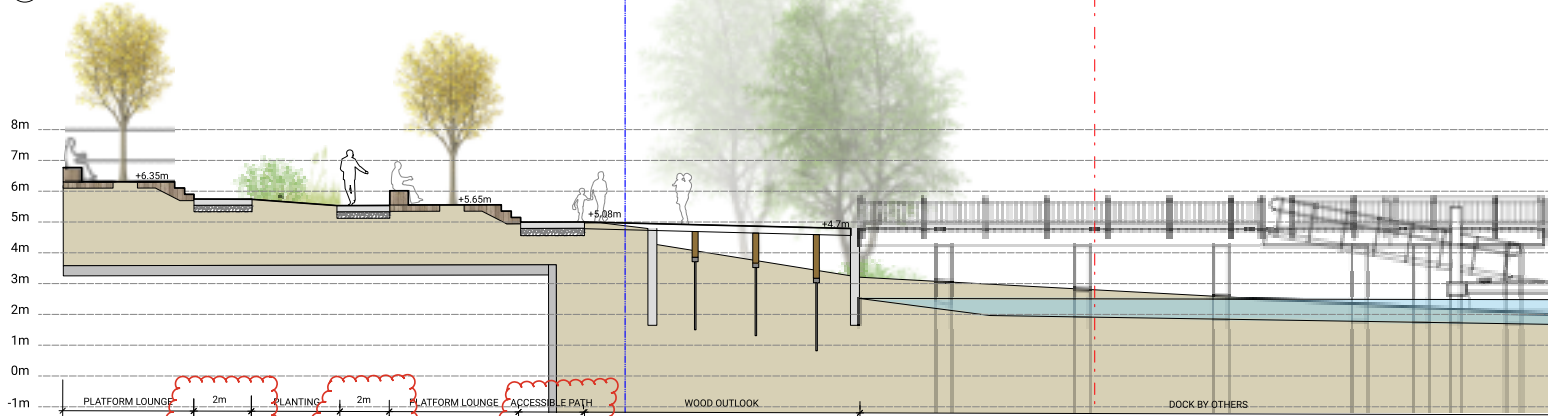 8m
7m
+6.35m
6m
+5.65m
+5.08m
5m
+4.7m
4m
3m
2m
1m
0m
-1m
PLATFORM LOUNGE
2m
PLANTING
2m
PLATFORM LOUNGE
ACCESSIBLE PATH
WOOD OUTLOOK
DOCK BY OTHERS